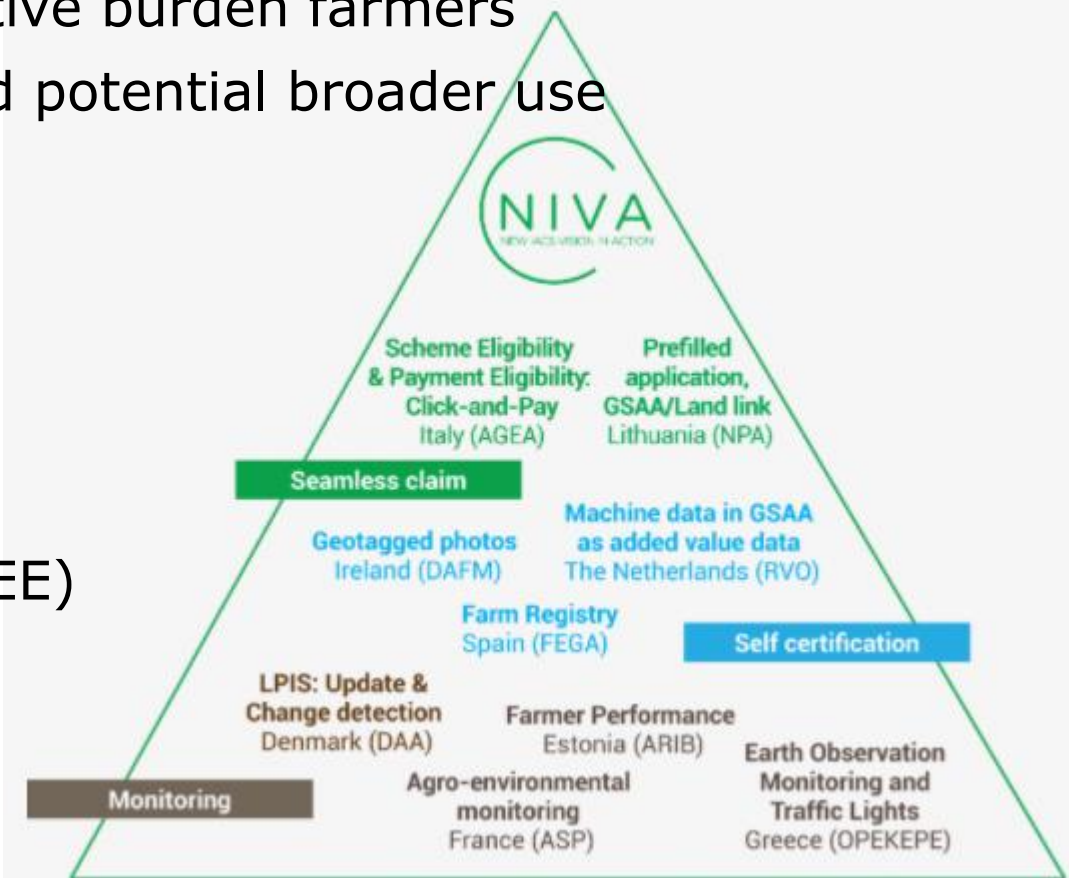 tive burden farmers
d potential broader use
NIVA
NEW IACS VISION IN ACTION
Scheme Eligibility
& Payment Eligibility:
Click-and-Pay
Italy (AGEA)
Prefilled
application,
GSAA/Land link
Lithuania (NPA)
Seamless claim
Geotagged photos
Ireland (DAFM)
Machine data in GSAA
as added value data
The Netherlands (RVO)
EE)
Farm Registry
Spain (FEGA)
Self certification
LPIS: Update &
Change detection
Denmark (DAA)
Farmer Performance
Estonia (ARIB)
Earth Observation
Monitoring and
Traffic Lights
Greece (OPEKEPE)
Monitoring
Agro-environmental
monitoring
France (ASP)